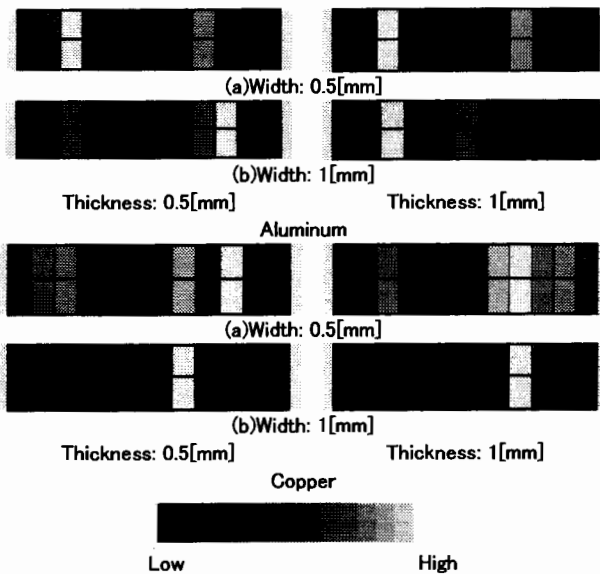 (a)Width: 0.5[mm]
(b)Width: 1[mm]
Thickness: 0.5[mm] Thickness: 1[mm]
Aluminum
(a)Width: 0.5[mm]
(b)Width: 1[mm]
Thickness: 0.5[mm] Thickness: 1[mm]
Copper
Low High